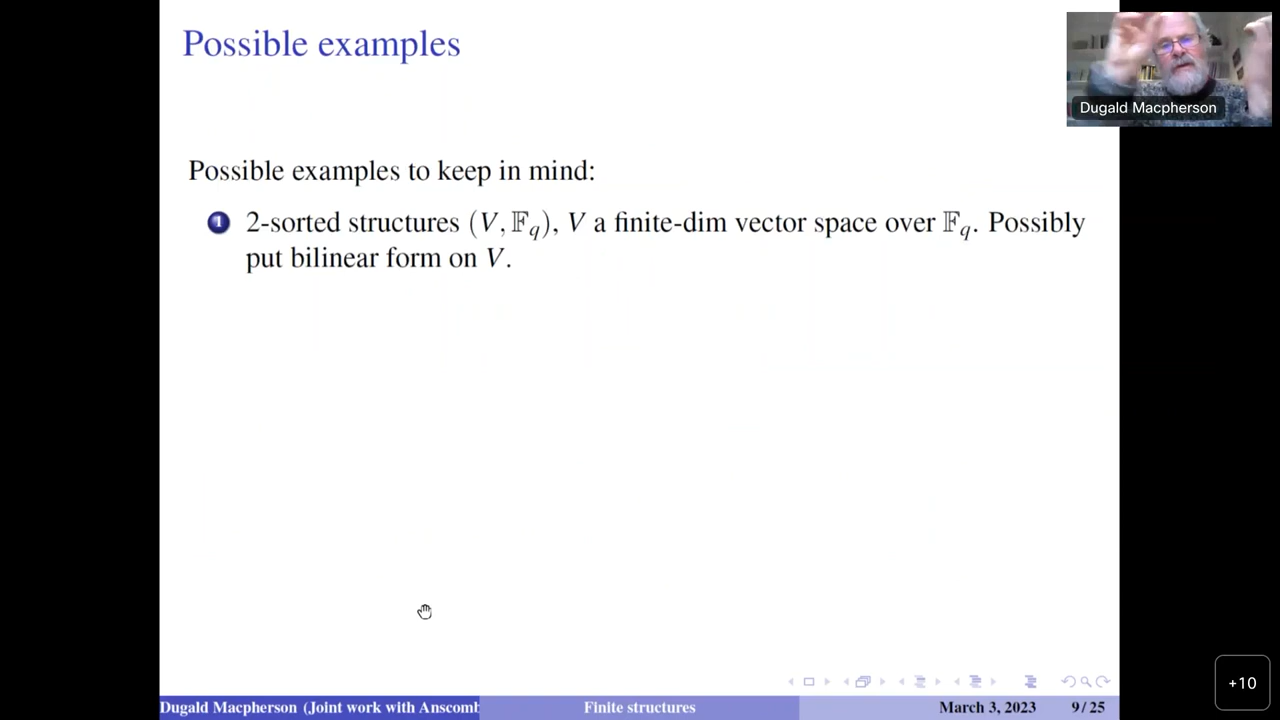 Possible examples
Dugald Macpherson
Possible examples to keep in mind:
1 2-sorted structures (V, 𝔽q), V a finite-dim vector space over 𝔽q. Possibly
put bilinear form on V.
+10
Dugald Macpherson (Joint work with Anscomb Finite structures March 3, 2023 9 / 25